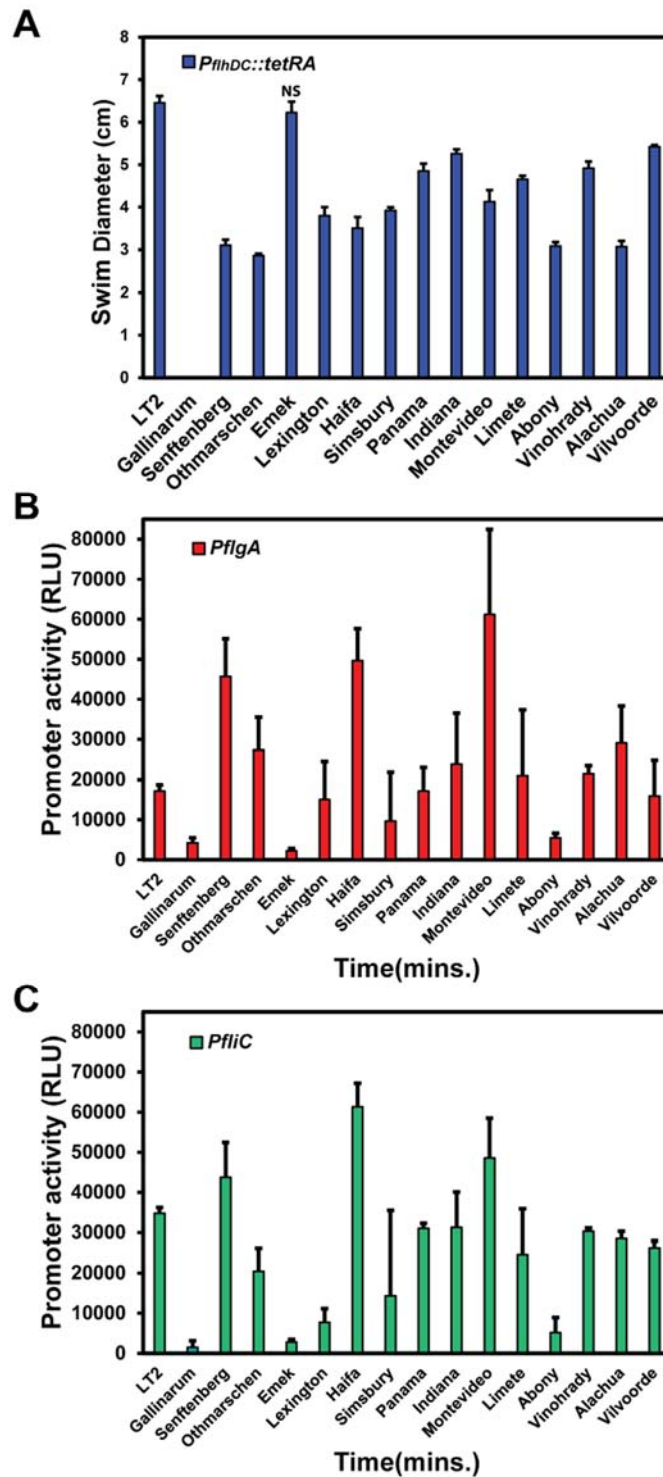 A
8
7
6
5
4
3
2
1
0
Swim Diameter (cm)
PflhDC::tetRA
NS
LT2
Gallinarum
Senftenberg
Othmarschen
Emek
Lexington
Haifa
Simsbury
Panama
Indiana
Montevideo
Limete
Abony
Vinohrady
Alachua
Vilvoorde
B
80000
70000
60000
50000
40000
30000
20000
10000
0
Promoter activity (RLU)
PflgA
LT2
Gallinarum
Senftenberg
Othmarschen
Emek
Lexington
Haifa
Simsbury
Panama
Indiana
Montevideo
Limete
Abony
Vinohrady
Alachua
Vilvoorde
Time(mins.)
C
80000
70000
60000
50000
40000
30000
20000
10000
0
Promoter activity (RLU)
PfliC
LT2
Gallinarum
Senftenberg
Othmarschen
Emek
Lexington
Haifa
Simsbury
Panama
Indiana
Montevideo
Limete
Abony
Vinohrady
Alachua
Vilvoorde
Time(mins.)